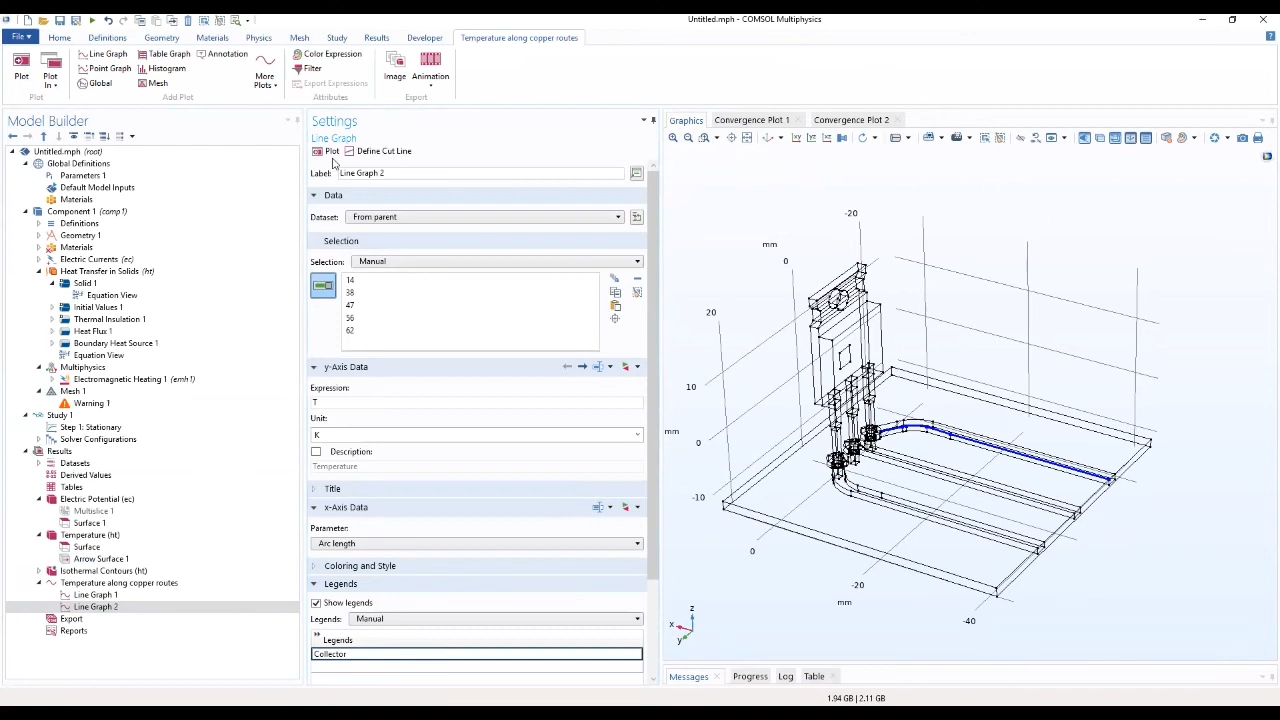 Untitled.mph - COMSOL Multiphysics
File
Home
Definitions
Geometry
Materials
Physics
Mesh
Study
Results
Developer
Temperature along copper routes
Plot
Plot In
Line Graph
Point Graph
Global
Table Graph
Histogram
Mesh
Annotation
More Plots
Color Expression
Filter
Export Expressions
Image
Animation
Plot
Add Plot
Attributes
Export
Model Builder
Untitled.mph (root)
Global Definitions
Parameters 1
Default Model Inputs
Materials
Component 1 (comp1)
Definitions
Geometry 1
Materials
Electric Currents (ec)
Heat Transfer in Solids (ht)
Solid 1
Equation View
Initial Values 1
Thermal Insulation 1
Heat Flux 1
Boundary Heat Source 1
Equation View
Multiphysics
Electromagnetic Heating 1 (emh1)
Mesh 1
Warning 1
Study 1
Step 1: Stationary
Solver Configurations
Results
Datasets
Derived Values
Tables
Electric Potential (ec)
Multislice 1
Surface 1
Temperature (ht)
Surface
Arrow Surface 1
Isothermal Contours (ht)
Temperature along copper routes
Line Graph 1
Line Graph 2
Export
Reports
Settings
Line Graph
Plot
Define Cut Line
Label: Line Graph 2
Data
Dataset: From parent
Selection
Selection: Manual
14
38
47
56
62
y-Axis Data
Expression:
T
Unit:
K
Description:
Temperature
Title
x-Axis Data
Parameter:
Arc length
Coloring and Style
Legends
Show legends
Legends: Manual
Legends
Collector
Graphics
Convergence Plot 1
Convergence Plot 2
-20
mm
0
20
10
mm
0
-10
0
-20
mm
-40
z
x
y
Messages
Progress
Log
Table
1.94 GB | 2.11 GB